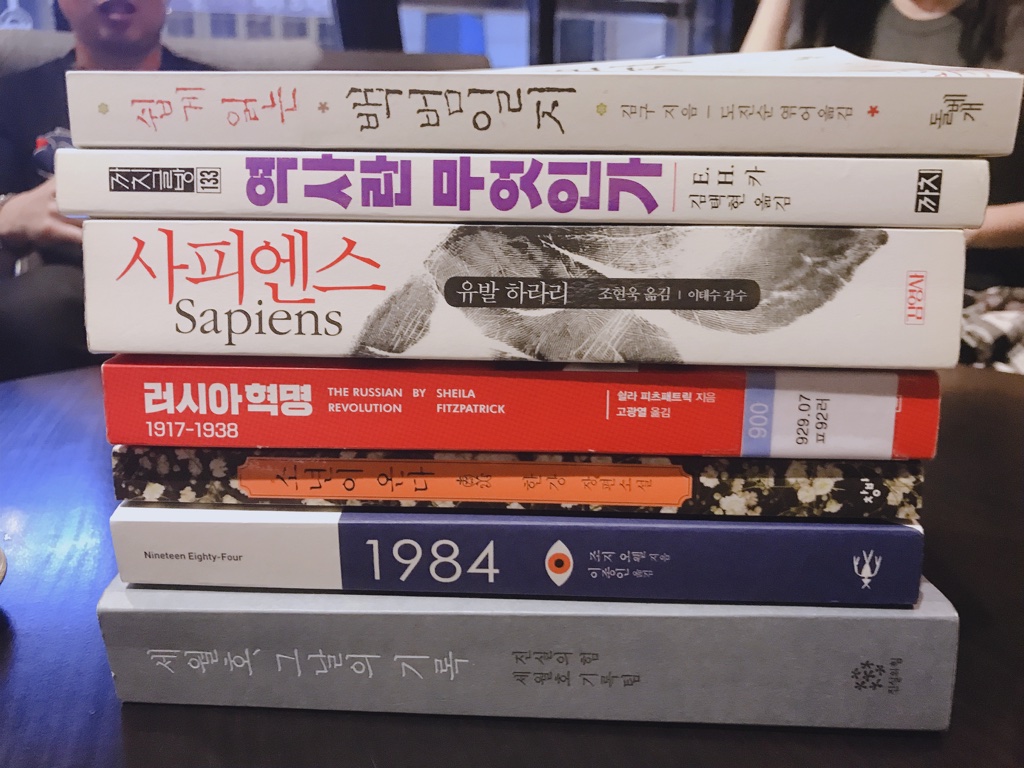 쉽게 읽는 백범일지 김구 지음 — 도진순 엮어 옮김 돌베개
까치글방 133 역사란 무엇인가 E. H. 카
김택현 옮김 까치
사피엔스
Sapiens
유발 하라리 조현욱 옮김 | 이태수 감수
김영사
러시아혁명
1917-1938
THE RUSSIAN BY SHEILA
REVOLUTION FITZPATRICK
쉴라 피츠패트릭 지음
고광열 옮김
900
929.07
ㅍ92러
소년이 온다 한강 장편소설 창비
Nineteen Eighty-Four
1984
조지 오웰 지음
이종인 옮김
세월호, 그날의 기록
진실의 힘
세월호 기록팀
진실의힘